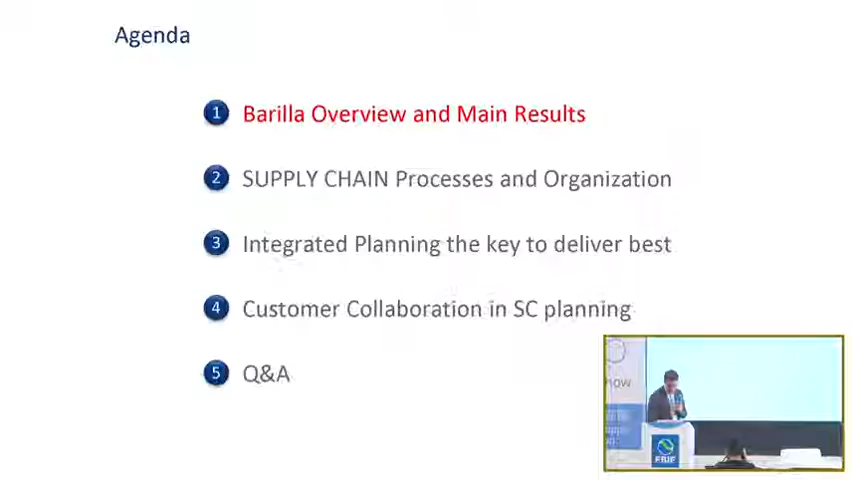 Agenda
1 Barilla Overview and Main Results
2 SUPPLY CHAIN Processes and Organization
3 Integrated Planning the key to deliver best
4 Customer Collaboration in SC planning
5 Q&A